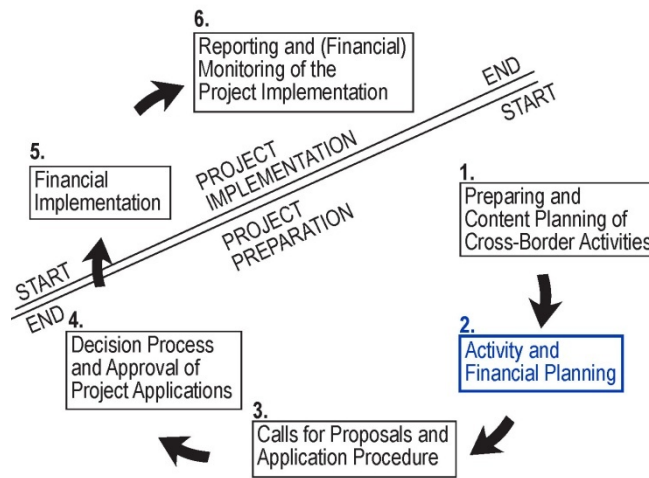 6.
Reporting and (Financial)
Monitoring of the
Project Implementation
END
START
5.
Financial
Implementation
PROJECT
IMPLEMENTATION
PROJECT
PREPARATION
1.
Preparing and
Content Planning of
Cross-Border Activities
START
END
4.
Decision Process
and Approval of
Project Applications
2.
Activity and
Financial Planning
3.
Calls for Proposals and
Application Procedure